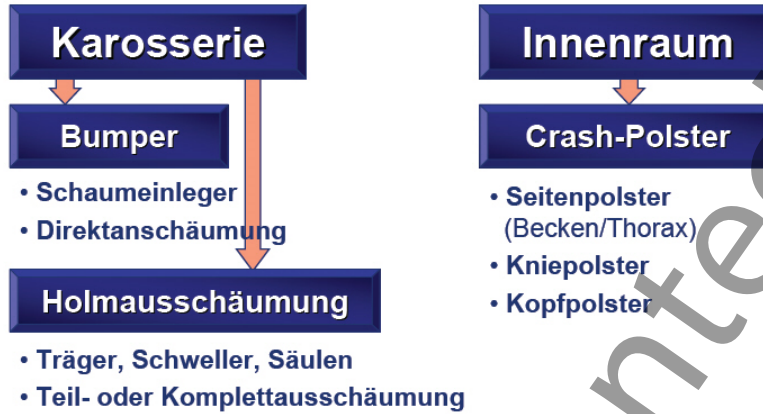 Karosserie
Bumper
• Schaumeinleger
• Direktanschäumung
Holmausschäumung
• Träger, Schweller, Säulen
• Teil- oder Komplettausschäumung
Innenraum
Crash-Polster
• Seitenpolster
(Becken/Thorax)
• Kniepolster
• Kopfpolster